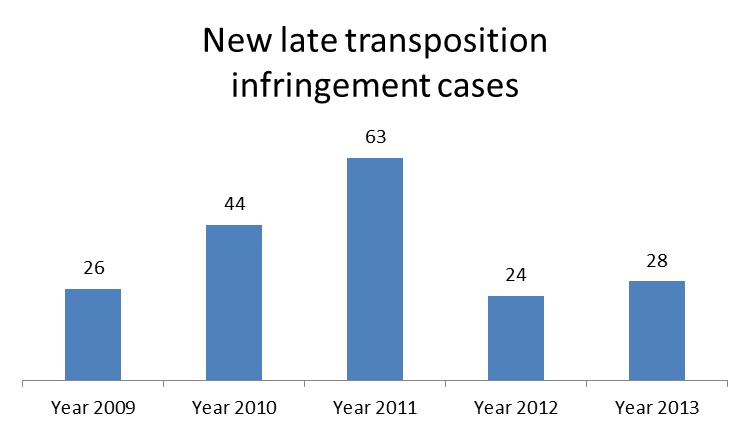 New late transposition
infringement cases
63
44
26
24
28
Year 2009
Year 2010
Year 2011
Year 2012
Year 2013